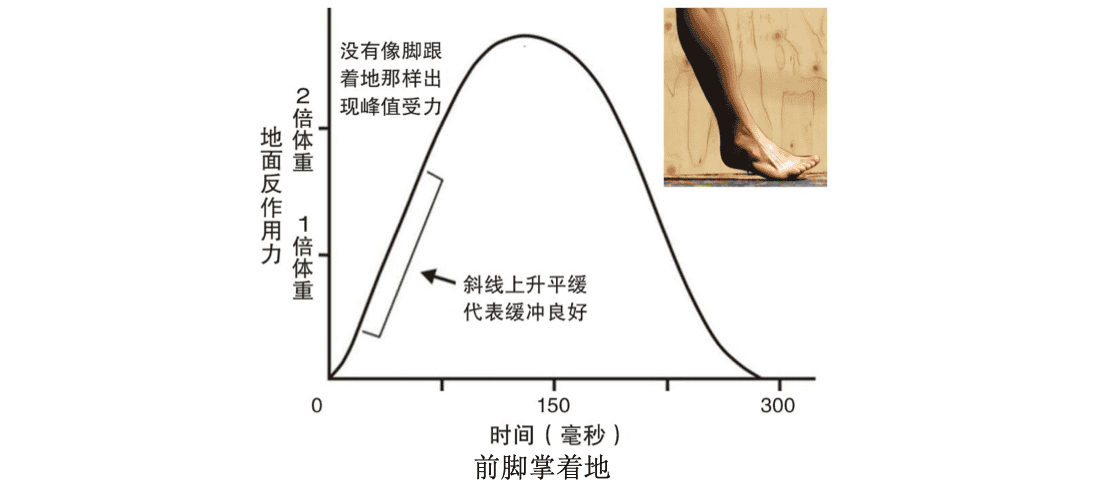 没有像脚跟
着地那样出
现峰值受力
2倍体重
地面反作用力
1倍体重
斜线上升平缓
代表缓冲良好
0
150
300
时间（毫秒）
前脚掌着地